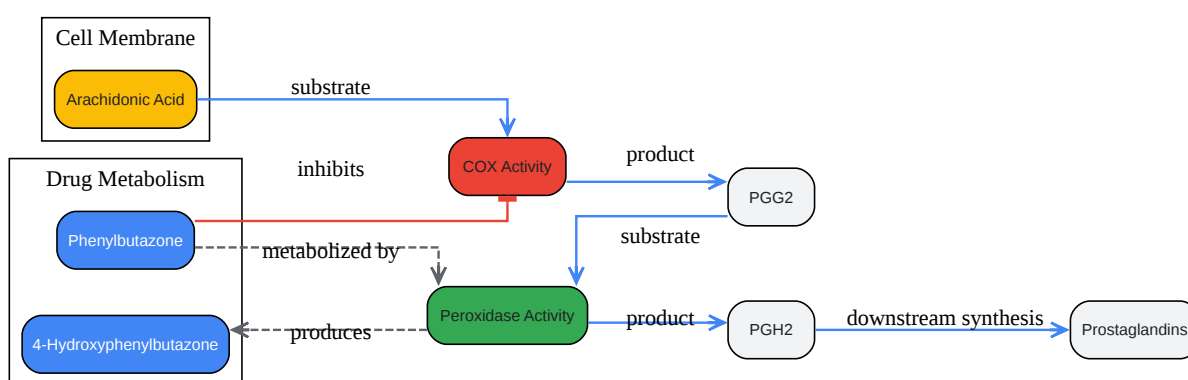 Cell Membrane
Arachidonic Acid
substrate
COX Activity
inhibits
product
PGG2
Drug Metabolism
Phenylbutazone
metabolized by
substrate
Peroxidase Activity
4-Hydroxyphenylbutazone
produces
product
PGH2
downstream synthesis
Prostaglandins